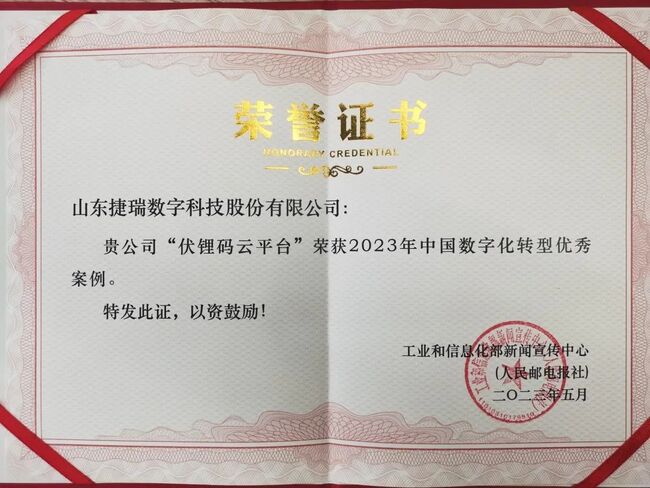 荣誉证书
HONORARY CREDENTIAL
山东捷瑞数字科技股份有限公司：
贵公司“伏锂码云平台”荣获2023年中国数字化转型优秀
案例。
特发此证，以资鼓励！
工业和信息化部新闻宣传中心
(人民邮电报社)
二〇二三年五月